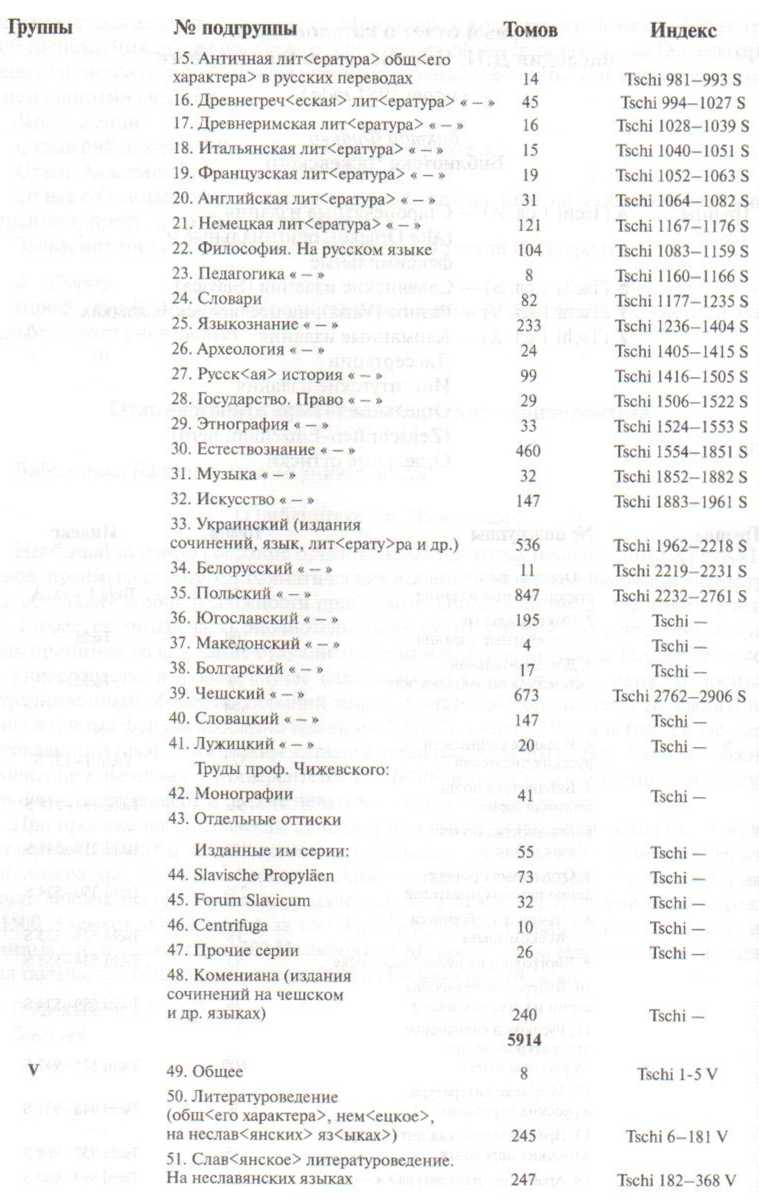 Группы № подгруппы Томов Индекс
15. Античная лит<ература> общ<его
характера> в русских переводах 14 Tschi 981–993 S
16. Древнегреч<еская> лит<ература> « – » 45 Tschi 994–1027 S
17. Древнеримская лит<ература> « – » 16 Tschi 1028–1039 S
18. Итальянская лит<ература> « – » 15 Tschi 1040–1051 S
19. Французская лит<ература> « – » 19 Tschi 1052–1063 S
20. Английская лит<ература> « – » 31 Tschi 1064–1082 S
21. Немецкая лит<ература> « – » 121 Tschi 1167–1176 S
22. Философия. На русском языке 104 Tschi 1083–1159 S
23. Педагогика « – » 8 Tschi 1160–1166 S
24. Словари 82 Tschi 1177–1235 S
25. Языкознание « – » 233 Tschi 1236–1404 S
26. Археология « – » 24 Tschi 1405–1415 S
27. Русск<ая> история « – » 99 Tschi 1416–1505 S
28. Государство. Право « – » 29 Tschi 1506–1522 S
29. Этнография « – » 33 Tschi 1524–1553 S
30. Естествознание « – » 460 Tschi 1554–1851 S
31. Музыка « – » 32 Tschi 1852–1882 S
32. Искусство « – » 147 Tschi 1883–1961 S
33. Украинский (издания
сочинений, язык, лит<ерату>ра и др.) 536 Tschi 1962–2218 S
34. Белорусский « – » 11 Tschi 2219–2231 S
35. Польский « – » 847 Tschi 2232–2761 S
36. Югославский « – » 195 Tschi –
37. Македонский « – » 4 Tschi –
38. Болгарский « – » 17 Tschi –
39. Чешский « – » 673 Tschi 2762–2906 S
40. Словацкий « – » 147 Tschi –
41. Лужицкий « – » 20 Tschi –
Труды проф. Чижевского:
42. Монографии 41 Tschi –
43. Отдельные оттиски
Изданные им серии: 55 Tschi –
44. Slavische Propyläen 73 Tschi –
45. Forum Slavicum 32 Tschi –
46. Centrifuga 10 Tschi –
47. Прочие серии 26 Tschi –
48. Комениана (издания
сочинений на чешском
и др. языках) 240 Tschi –
5914
V 49. Общее 8 Tschi 1-5 V
50. Литературоведение
(общ<его характера>, нем<ецкое>,
на неслав<янских> яз<ыках>) 245 Tschi 6–181 V
51. Слав<янское> литературоведение.
На неславянских языках 247 Tschi 182–368 V